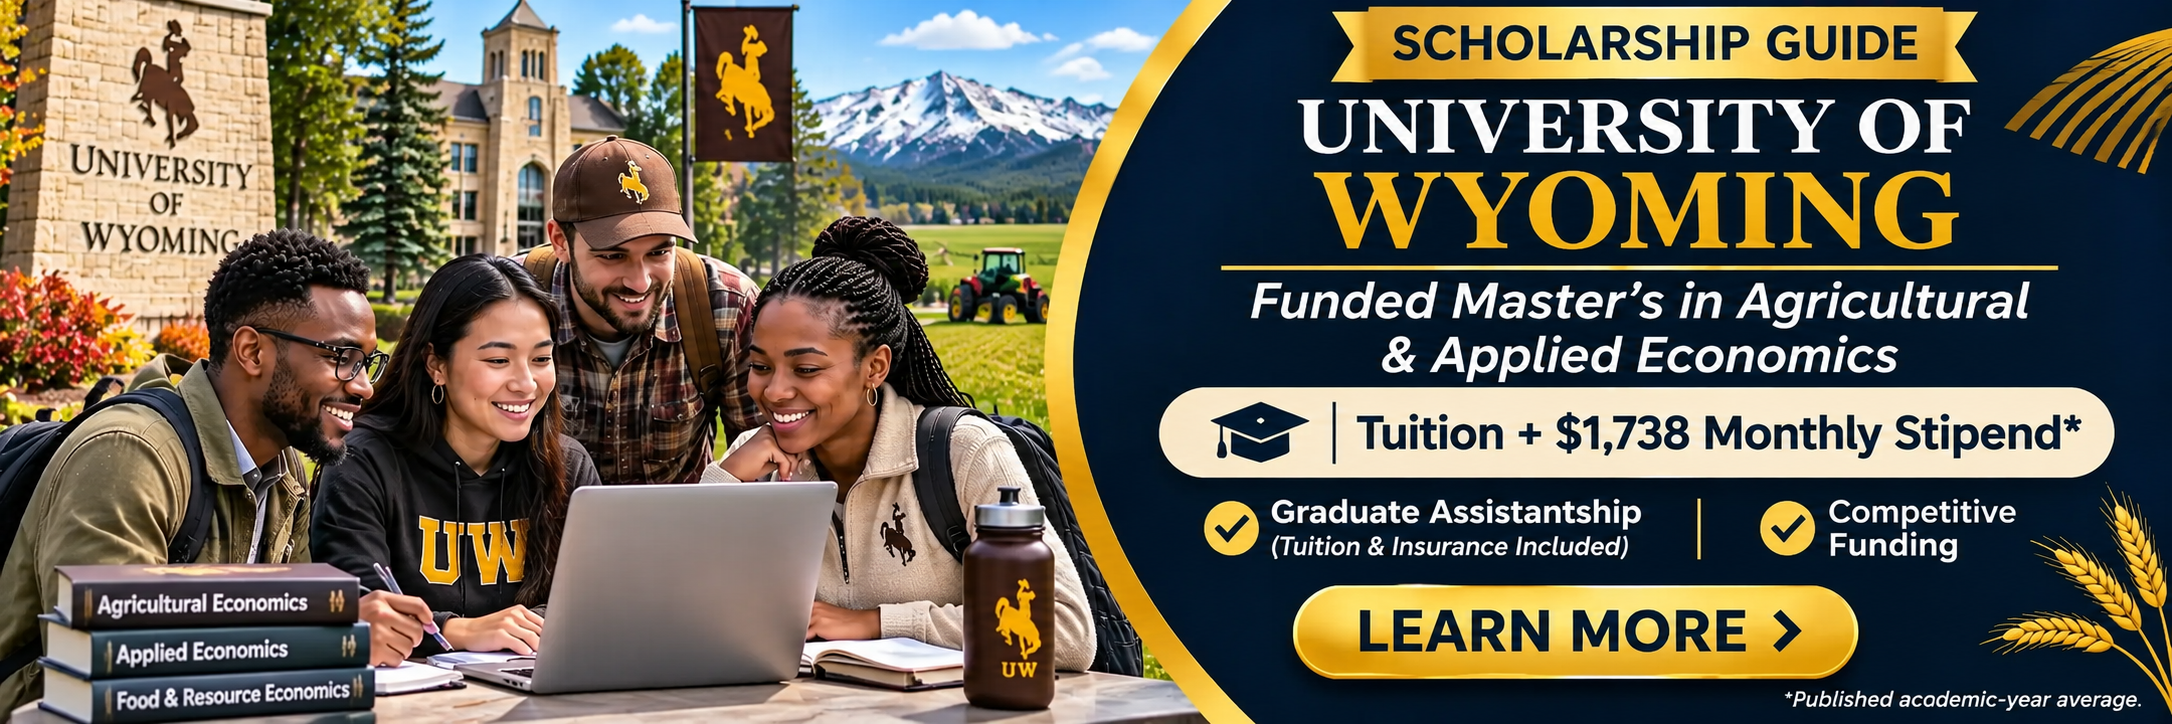 UNIVERSITY
OF
WYOMING
UW
Agricultural Economics
Applied Economics
Food & Resource Economics
UW
SCHOLARSHIP GUIDE
UNIVERSITY OF
WYOMING
Funded Master's in Agricultural
& Applied Economics
Tuition + $1,738 Monthly Stipend*
Graduate Assistantship
(Tuition & Insurance Included)
Competitive
Funding
LEARN MORE
*Published academic-year average.